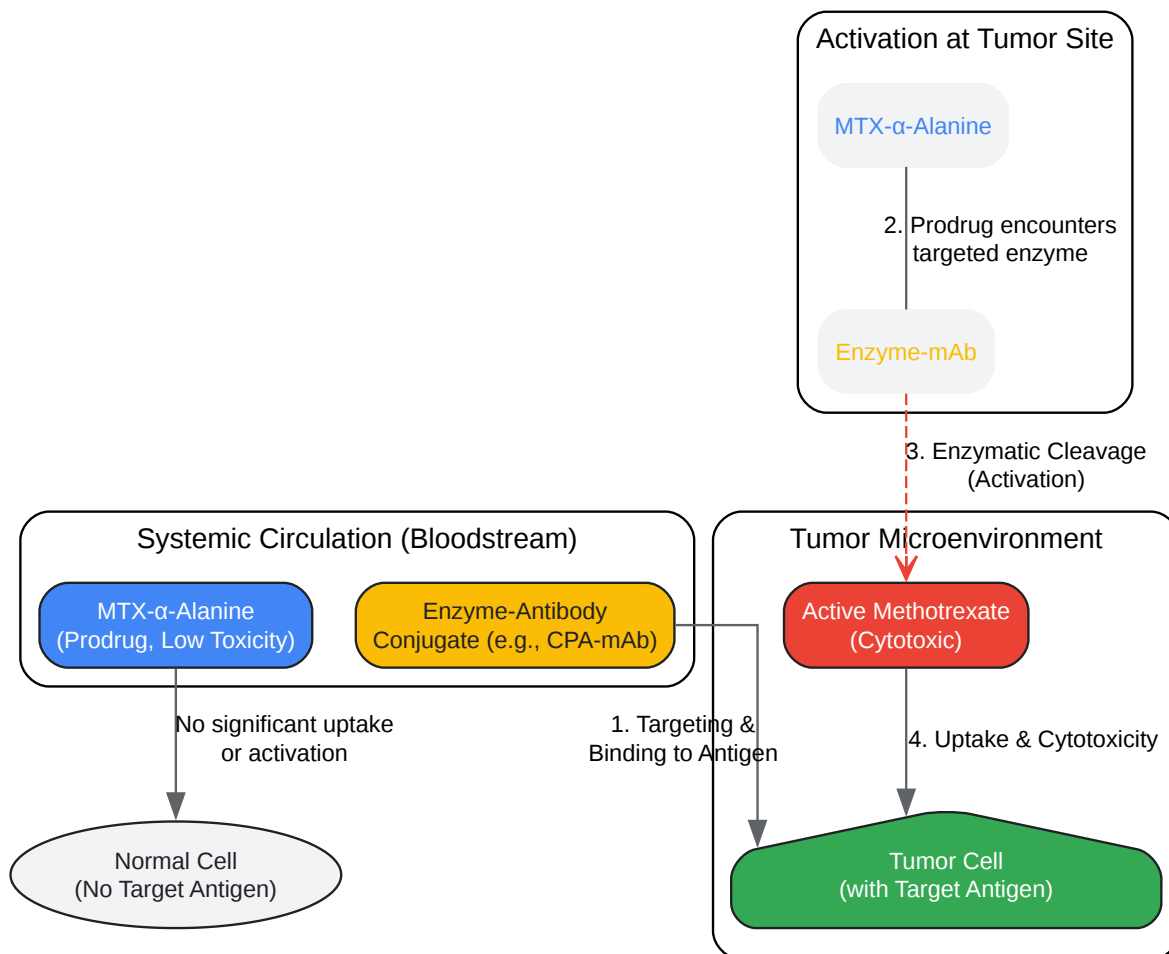 Activation at Tumor Site
MTX-α-Alanine
2. Prodrug encounters
targeted enzyme
Enzyme-mAb
3. Enzymatic Cleavage
(Activation)
Systemic Circulation (Bloodstream)
MTX-α-Alanine
(Prodrug, Low Toxicity)
Enzyme-Antibody
Conjugate (e.g., CPA-mAb)
Tumor Microenvironment
Active Methotrexate
(Cytotoxic)
No significant uptake
or activation
1. Targeting &
Binding to Antigen
4. Uptake & Cytotoxicity
Normal Cell
(No Target Antigen)
Tumor Cell
(with Target Antigen)